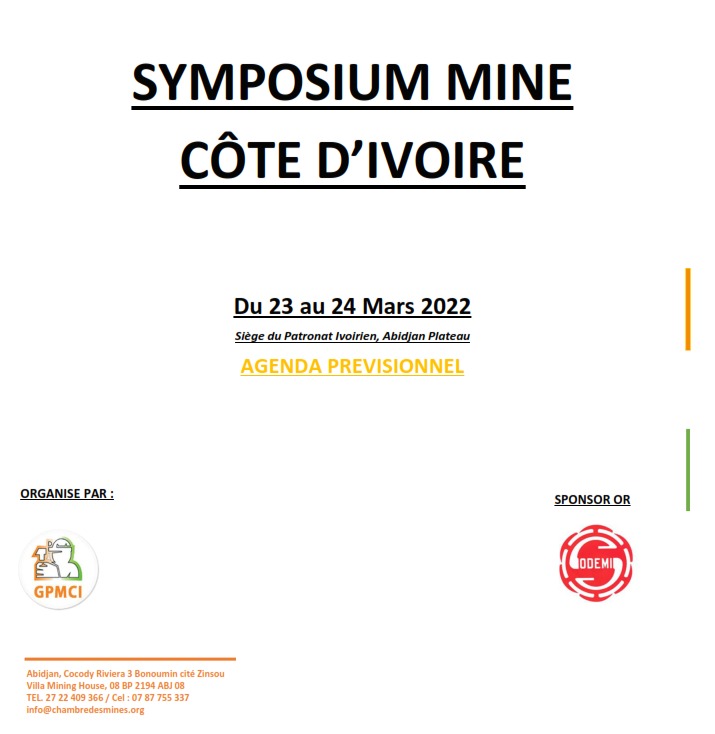 SYMPOSIUM MINE
CÔTE D’IVOIRE
Du 23 au 24 Mars 2022
Siège du Patronat Ivoirien, Abidjan Plateau
AGENDA PREVISIONNEL
ORGANISE PAR :
SPONSOR OR
GPMCI
SODEMI
Abidjan, Cocody Riviera 3 Bonoumin cité Zinsou
Villa Mining House, 08 BP 2194 ABJ 08
TEL. 27 22 409 366 / Cel : 07 87 755 337
info@chambredesmines.org